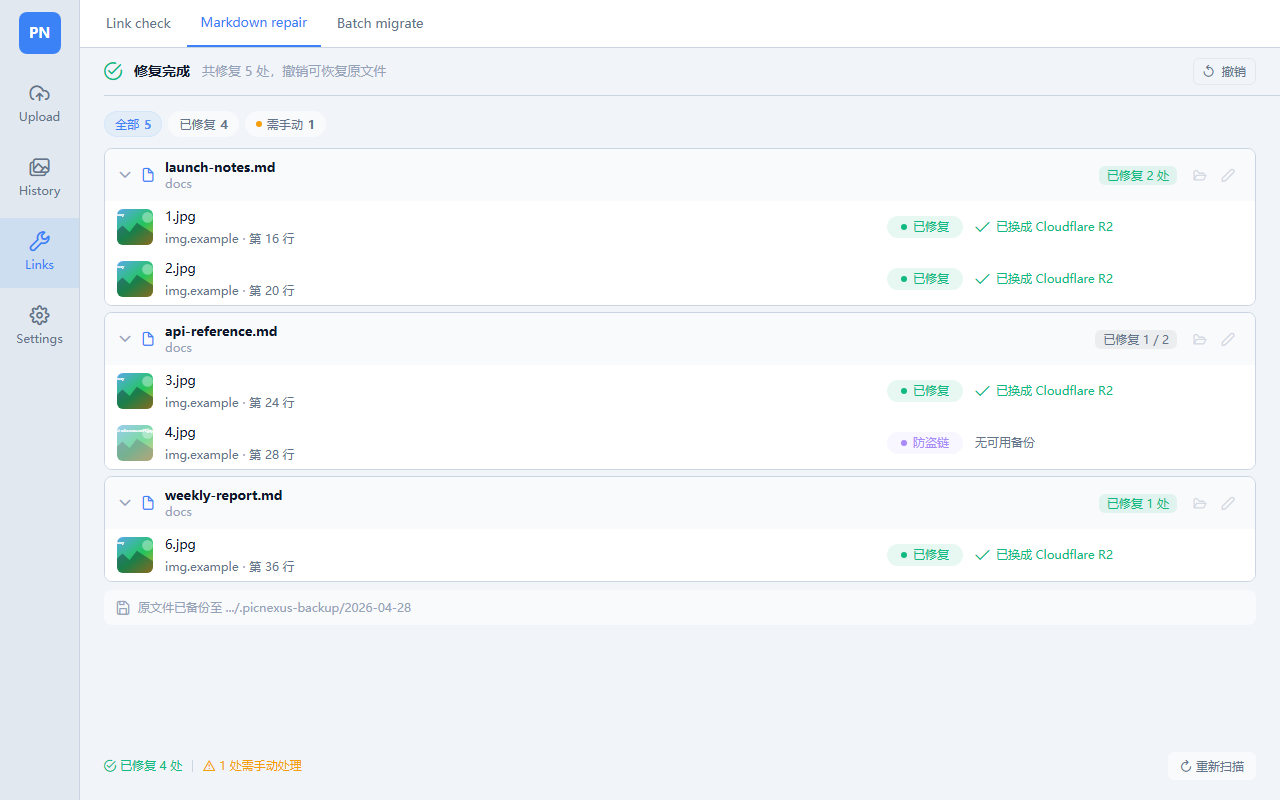 PN
Upload
History
Links
Settings
Link check
Markdown repair
Batch migrate
修复完成 共修复 5 处，撤销可恢复原文件
撤销
全部 5
已修复 4
需手动 1
launch-notes.md
docs
已修复 2 处
1.jpg
img.example · 第 16 行
已修复
已换成 Cloudflare R2
2.jpg
img.example · 第 20 行
已修复
已换成 Cloudflare R2
api-reference.md
docs
已修复 1 / 2
3.jpg
img.example · 第 24 行
已修复
已换成 Cloudflare R2
4.jpg
img.example · 第 28 行
防盗链
无可用备份
weekly-report.md
docs
已修复 1 处
6.jpg
img.example · 第 36 行
已修复
已换成 Cloudflare R2
原文件已备份至 .../.picnexus-backup/2026-04-28
已修复 4 处
1 处需手动处理
重新扫描